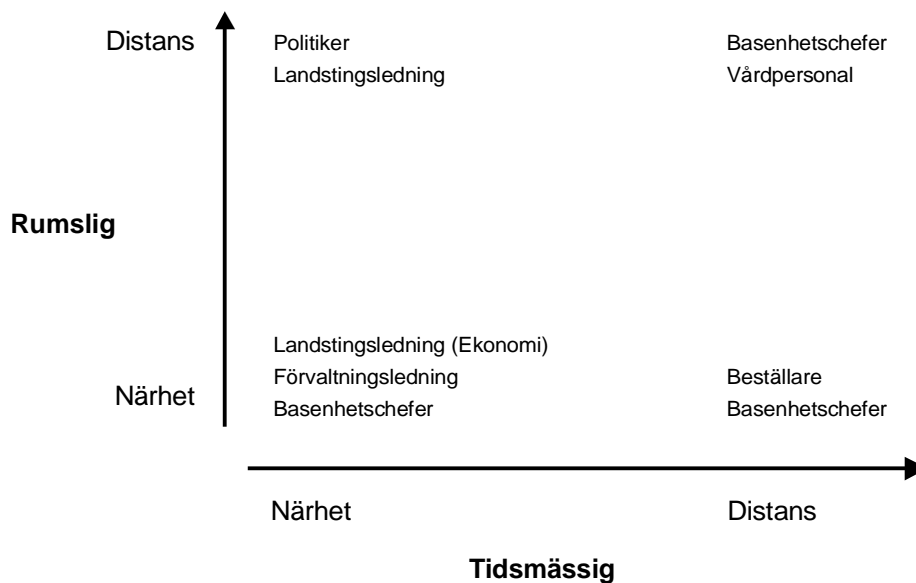 Distans
Politiker
Landstingsledning
Basenhetschefer
Vårdpersonal
Rumslig
Närhet
Landstingsledning (Ekonomi)
Förvaltningsledning
Basenhetschefer
Beställare
Basenhetschefer
Närhet
Distans
Tidsmässig